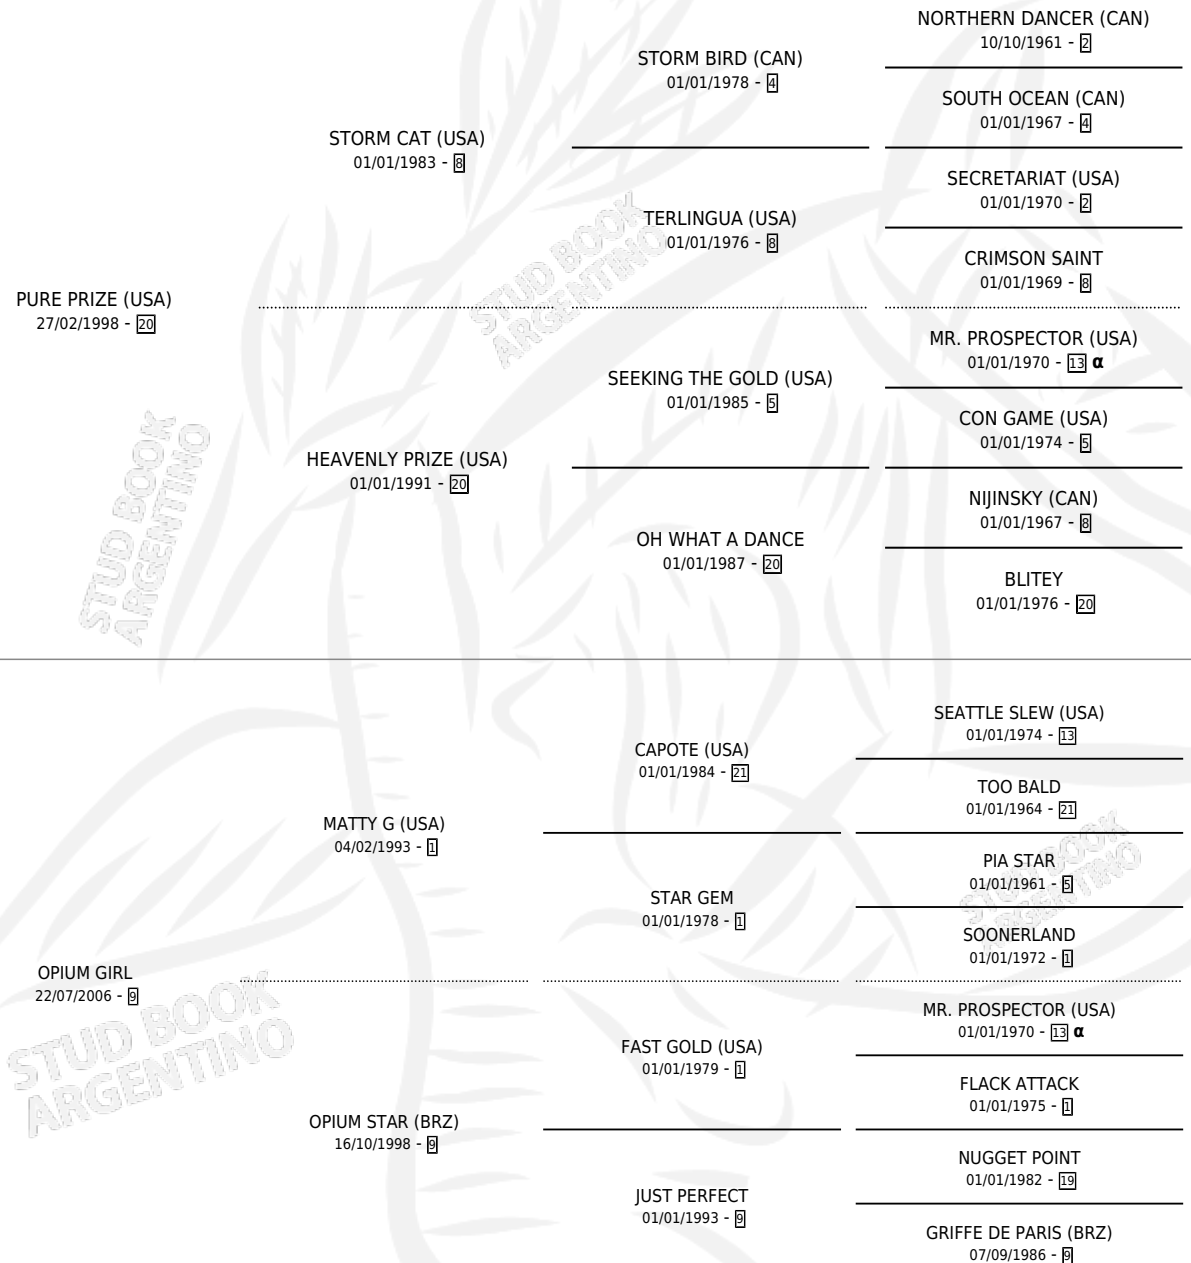 NORTHERN DANCER (CAN)
10/10/1961 - 2
STORM BIRD (CAN)
01/01/1978 - 4
SOUTH OCEAN (CAN)
01/01/1967 - 4
STORM CAT (USA)
01/01/1983 - 8
SECRETARIAT (USA)
01/01/1970 - 2
TERLINGUA (USA)
01/01/1976 - 8
CRIMSON SAINT
01/01/1969 - 8
PURE PRIZE (USA)
27/02/1998 - 20
MR. PROSPECTOR (USA)
01/01/1970 - 13 α
SEEKING THE GOLD (USA)
01/01/1985 - 5
CON GAME (USA)
01/01/1974 - 5
HEAVENLY PRIZE (USA)
01/01/1991 - 20
NIJINSKY (CAN)
01/01/1967 - 8
OH WHAT A DANCE
01/01/1987 - 20
BLITEY
01/01/1976 - 20
SEATTLE SLEW (USA)
01/01/1974 - 13
CAPOTE (USA)
01/01/1984 - 21
TOO BALD
01/01/1964 - 21
MATTY G (USA)
04/02/1993 - 1
PIA STAR
01/01/1961 - 5
STAR GEM
01/01/1978 - 1
SOONERLAND
01/01/1972 - 1
OPIUM GIRL
22/07/2006 - 9
MR. PROSPECTOR (USA)
01/01/1970 - 13 α
FAST GOLD (USA)
01/01/1979 - 1
FLACK ATTACK
01/01/1975 - 1
OPIUM STAR (BRZ)
16/10/1998 - 9
NUGGET POINT
01/01/1982 - 19
JUST PERFECT
01/01/1993 - 9
GRIFFE DE PARIS (BRZ)
07/09/1986 - 9
STUD BOOK
ARGENTINO
STUD BOOK
ARGENTINO
STUD BOOK
ARGENTINO
STUD BOOK
ARGENTINO